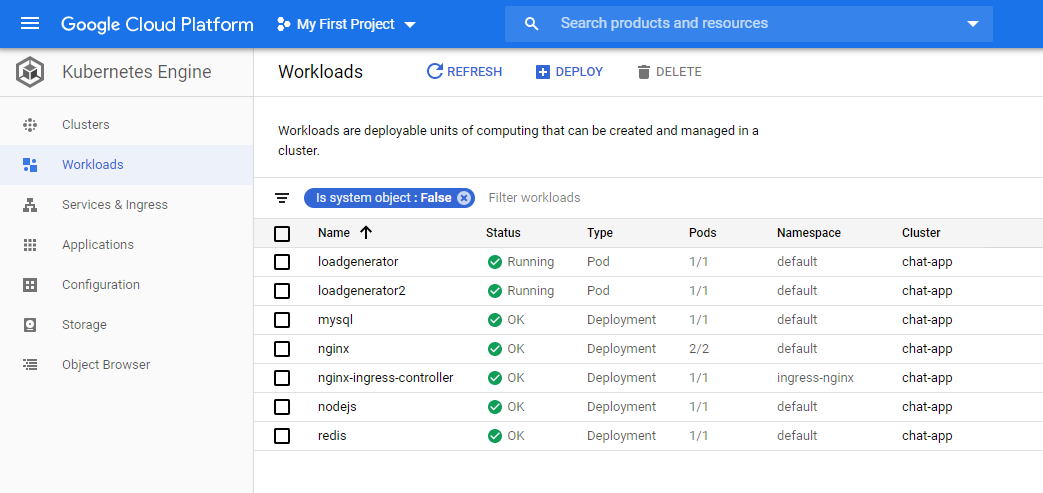 Google Cloud Platform My First Project Search products and resources
Kubernetes Engine
Clusters
Workloads
Services & Ingress
Applications
Configuration
Storage
Object Browser
Workloads REFRESH DEPLOY DELETE
Workloads are deployable units of computing that can be created and managed in a
cluster.
Is system object : False Filter workloads
Name Status Type Pods Namespace Cluster
loadgenerator Running Pod 1/1 default chat-app
loadgenerator2 Running Pod 1/1 default chat-app
mysql OK Deployment 1/1 default chat-app
nginx OK Deployment 2/2 default chat-app
nginx-ingress-controller OK Deployment 1/1 ingress-nginx chat-app
nodejs OK Deployment 1/1 default chat-app
redis OK Deployment 1/1 default chat-app